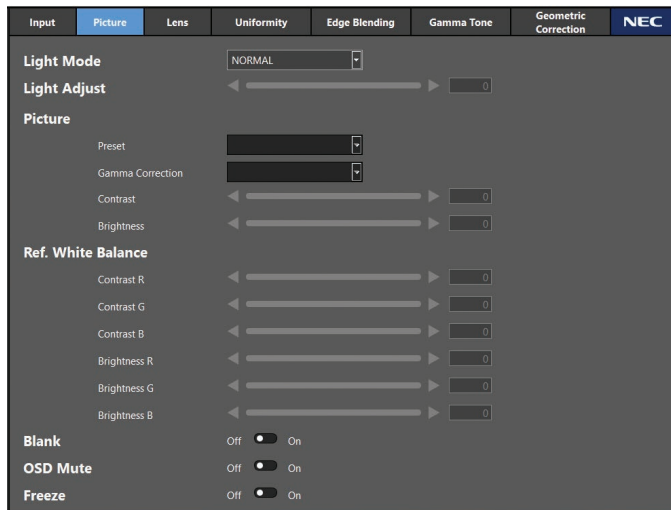 Input Picture Lens Uniformity Edge Blending Gamma Tone Geometric Correction NEC
Light Mode NORMAL
Light Adjust 0
Picture
Preset
Gamma Correction
Contrast 0
Brightness 0
Ref. White Balance
Contrast R 0
Contrast G 0
Contrast B 0
Brightness R 0
Brightness G 0
Brightness B 0
Blank Off On
OSD Mute Off On
Freeze Off On